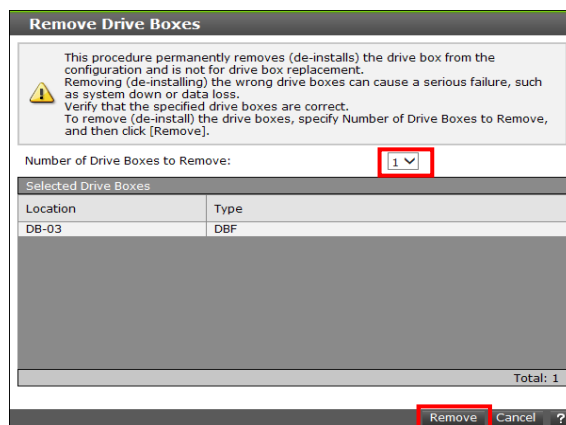 Remove Drive Boxes
This procedure permanently removes (de-installs) the drive box from the
configuration and is not for drive box replacement.
Removing (de-installing) the wrong drive boxes can cause a serious failure, such
as system down or data loss.
Verify that the specified drive boxes are correct.
To remove (de-install) the drive boxes, specify Number of Drive Boxes to Remove,
and then click [Remove].
Number of Drive Boxes to Remove: 1
Selected Drive Boxes
Location Type
DB-03 DBF
Total: 1
Remove Cancel ?